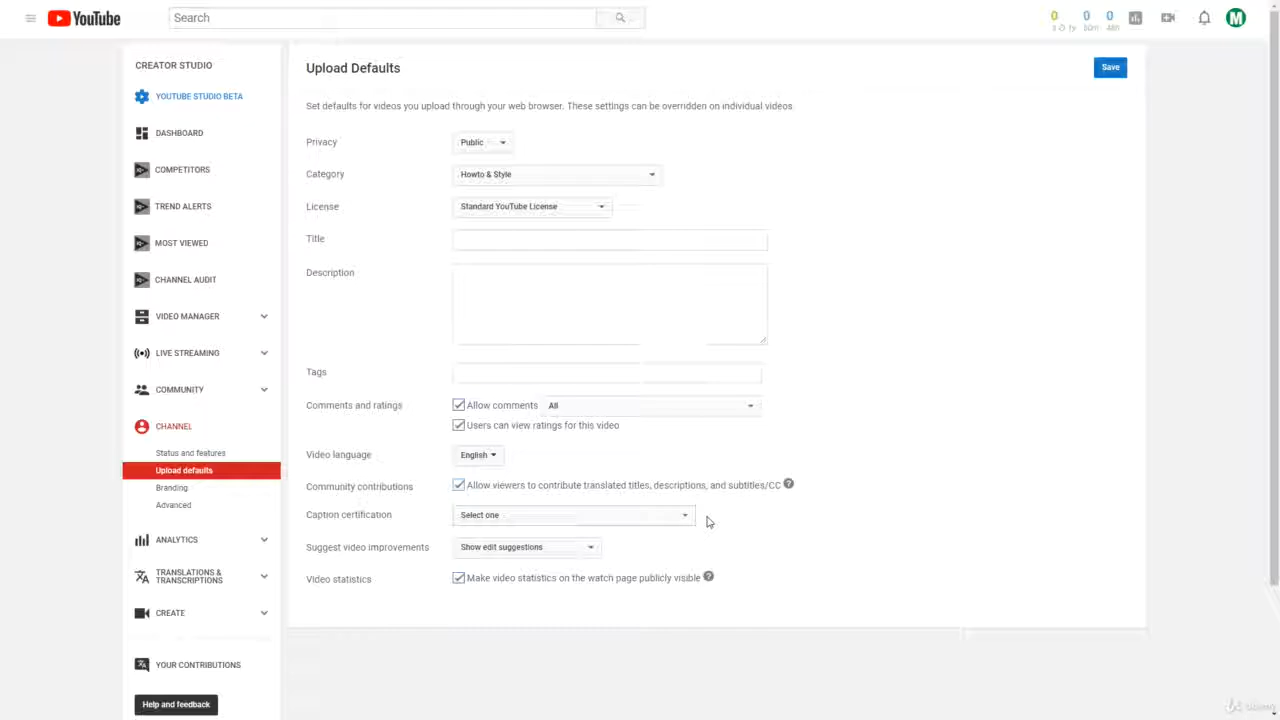 YouTube
Search
0 0 0
60m 48h
M
CREATOR STUDIO
YOUTUBE STUDIO BETA
DASHBOARD
COMPETITORS
TREND ALERTS
MOST VIEWED
CHANNEL AUDIT
VIDEO MANAGER
LIVE STREAMING
COMMUNITY
CHANNEL
Status and features
Upload defaults
Branding
Advanced
ANALYTICS
TRANSLATIONS &
TRANSCRIPTIONS
CREATE
YOUR CONTRIBUTIONS
Help and feedback
Upload Defaults
Save
Set defaults for videos you upload through your web browser. These settings can be overridden on individual videos
Privacy Public
Category Howto & Style
License Standard YouTube License
Title
Description
Tags
Comments and ratings Allow comments All
Users can view ratings for this video
Video language English
Community contributions Allow viewers to contribute translated titles, descriptions, and subtitles/CC ?
Caption certification Select one
Suggest video improvements Show edit suggestions
Video statistics Make video statistics on the watch page publicly visible ?